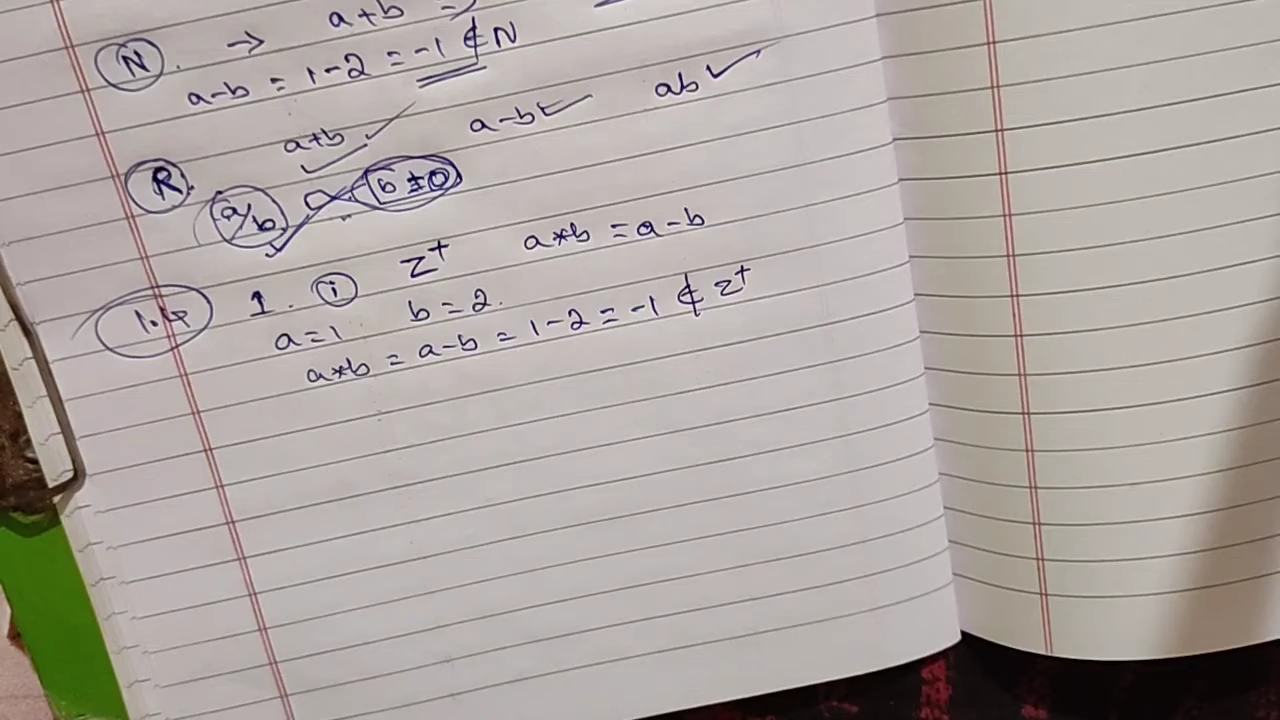 N. → a+b =
a-b = 1-2 = -1 ∉ N
R. a+b ✓ a-b ✓ ab ✓
a/b b≠0
1.4 1. i Z⁺ a*b = a-b
a=1 b=2.
a*b = a-b = 1-2 = -1 ∉ Z⁺